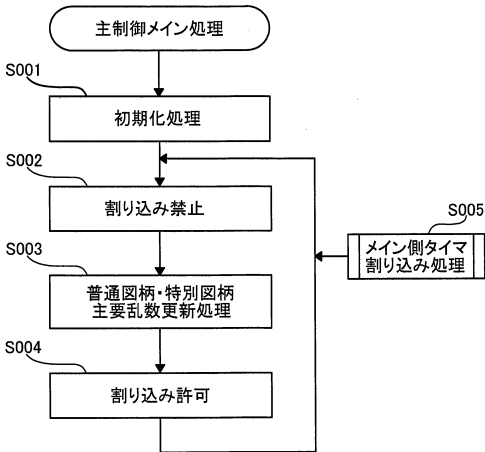 主制御メイン処理
S001
初期化処理
S002
割り込み禁止
S005
メイン側タイマ
割り込み処理
S003
普通図柄・特別図柄
主要乱数更新処理
S004
割り込み許可